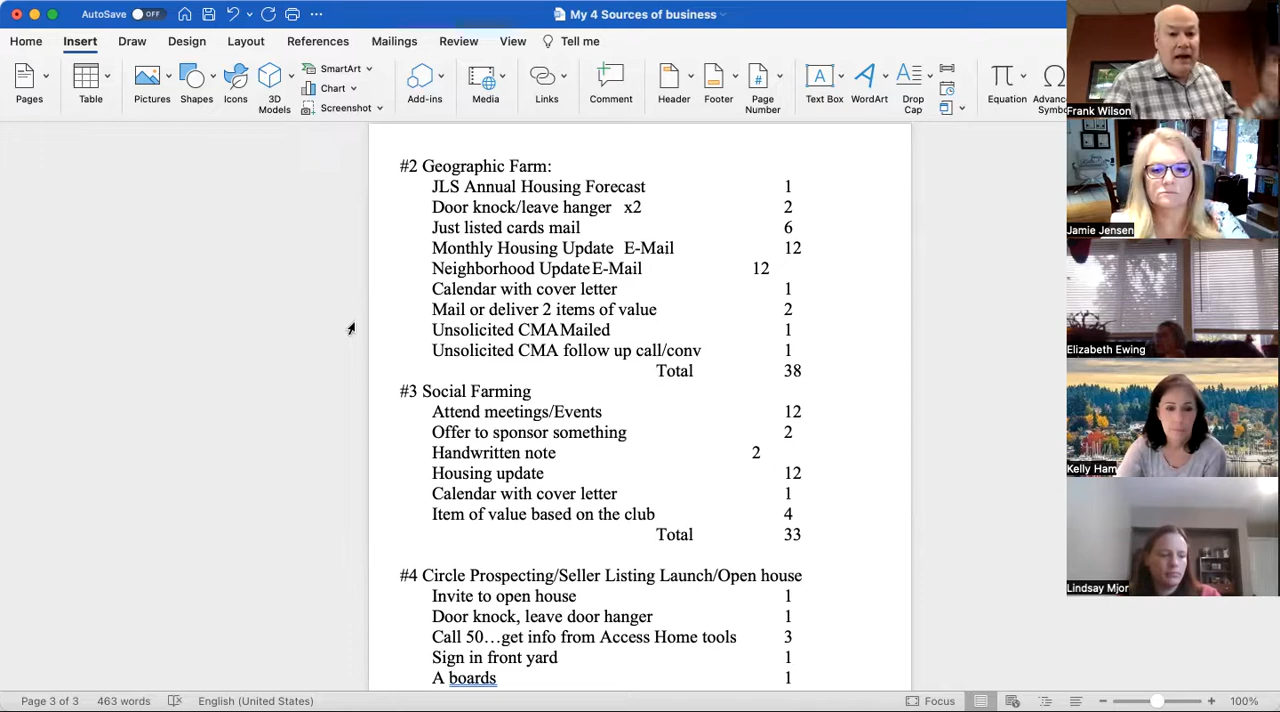 AutoSave OFF My 4 Sources of business
Home Insert Draw Design Layout References Mailings Review View Tell me
Pages Table Pictures Shapes Icons 3D Models SmartArt Chart Screenshot Add-ins Media Links Comment Header Footer Page Number Text Box WordArt Drop Cap Equation Advanc Symb
#2 Geographic Farm:
JLS Annual Housing Forecast 1
Door knock/leave hanger x2 2
Just listed cards mail 6
Monthly Housing Update E-Mail 12
Neighborhood Update E-Mail 12
Calendar with cover letter 1
Mail or deliver 2 items of value 2
Unsolicited CMA Mailed 1
Unsolicited CMA follow up call/conv 1
Total 38
#3 Social Farming
Attend meetings/Events 12
Offer to sponsor something 2
Handwritten note 2
Housing update 12
Calendar with cover letter 1
Item of value based on the club 4
Total 33
#4 Circle Prospecting/Seller Listing Launch/Open house
Invite to open house 1
Door knock, leave door hanger 1
Call 50…get info from Access Home tools 3
Sign in front yard 1
A boards 1
Page 3 of 3 463 words English (United States) Focus 100%
Frank Wilson
Jamie Jensen
Elizabeth Ewing
Kelly Ham
Lindsay Mjor